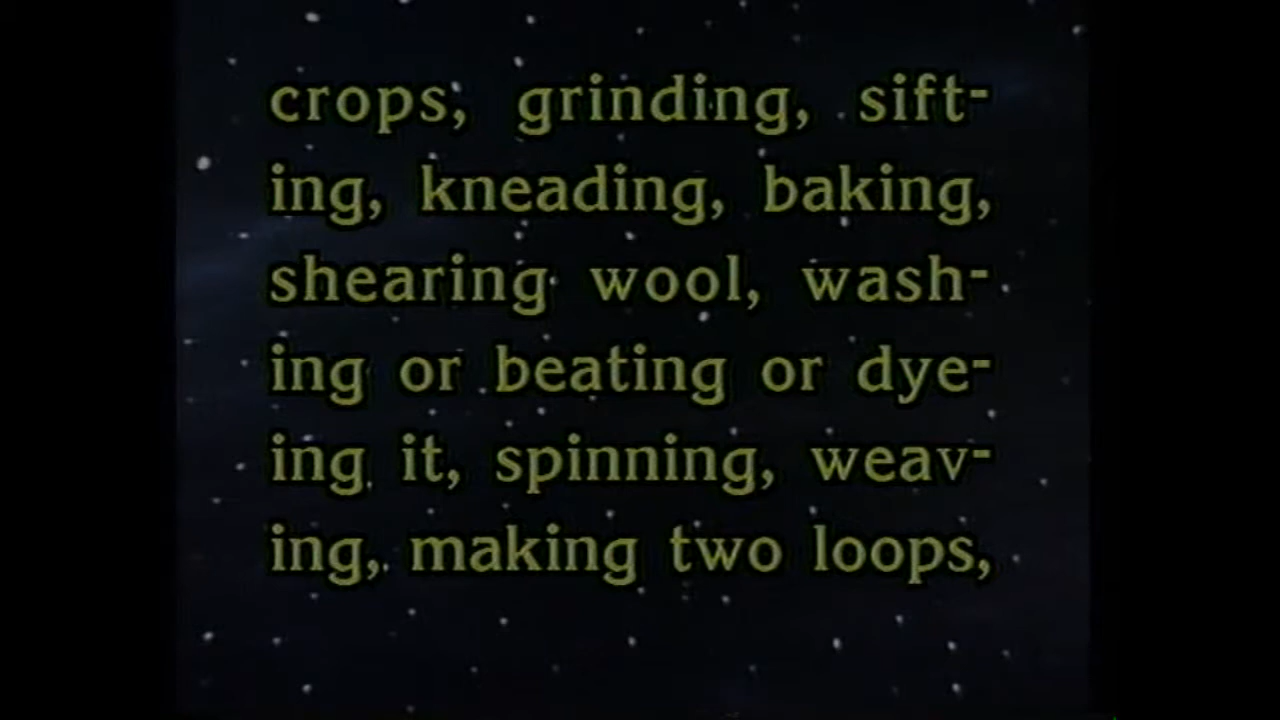 crops, grinding, sift-
ing, kneading, baking,
shearing wool, wash-
ing or beating or dye-
ing it, spinning, weav-
ing, making two loops,